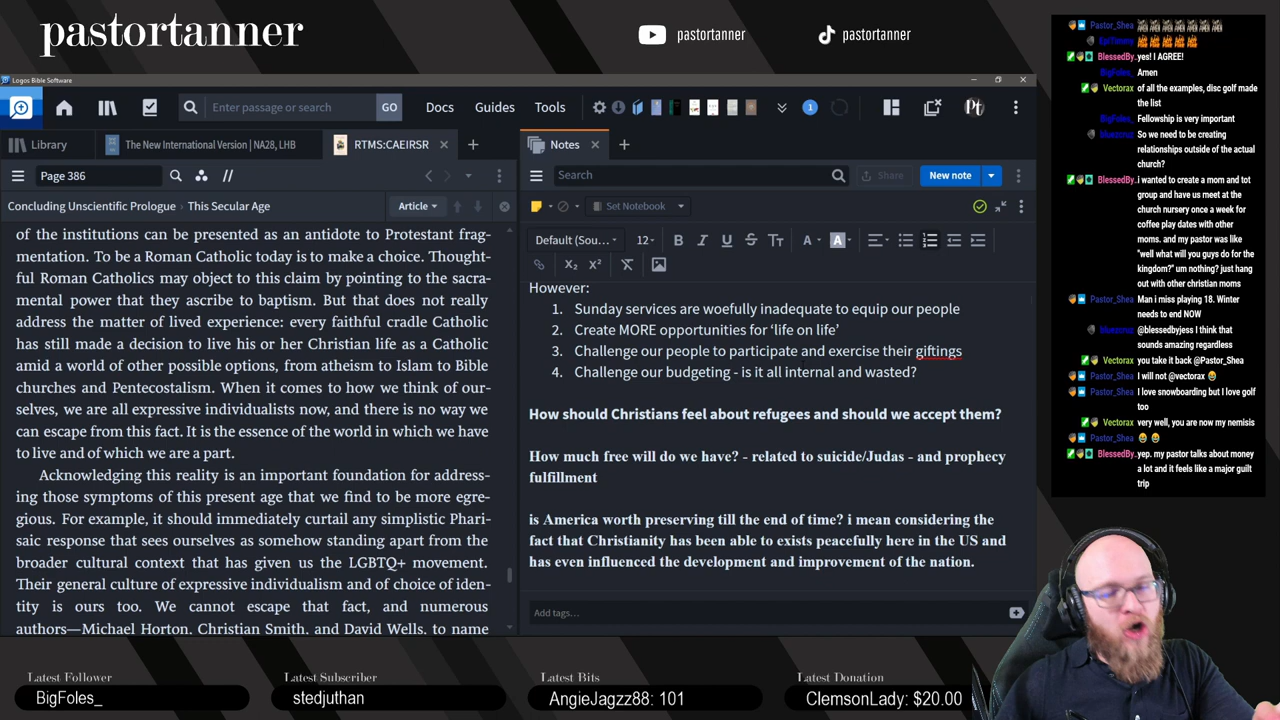 pastortanner
pastortanner
pastortanner
Logos Bible Software
Enter passage or search
GO
Docs
Guides
Tools
1
Pt
Library
The New International Version | NA28, LHB
RTMS:CAEIRSR
Page 386
Concluding Unscientific Prologue › This Secular Age
Article
of the institutions can be presented as an antidote to Protestant frag-
mentation. To be a Roman Catholic today is to make a choice. Thought-
ful Roman Catholics may object to this claim by pointing to the sacra-
mental power that they ascribe to baptism. But that does not really
address the matter of lived experience: every faithful cradle Catholic
has still made a decision to live his or her Christian life as a Catholic
amid a world of other possible options, from atheism to Islam to Bible
churches and Pentecostalism. When it comes to how we think of our-
selves, we are all expressive individualists now, and there is no way we
can escape from this fact. It is the essence of the world in which we have
to live and of which we are a part.
Acknowledging this reality is an important foundation for address-
ing those symptoms of this present age that we find to be more egre-
gious. For example, it should immediately curtail any simplistic Phari-
saic response that sees ourselves as somehow standing apart from the
broader cultural context that has given us the LGBTQ+ movement.
Their general culture of expressive individualism and of choice of iden-
tity is ours too. We cannot escape that fact, and numerous
authors—Michael Horton, Christian Smith, and David Wells, to name
Notes
Search
Share
New note
Set Notebook
Default (Sou...
12
B I U S Tт A A
X₂ X²
However:
1. Sunday services are woefully inadequate to equip our people
2. Create MORE opportunities for ‘life on life’
3. Challenge our people to participate and exercise their giftings
4. Challenge our budgeting - is it all internal and wasted?
How should Christians feel about refugees and should we accept them?
How much free will do we have? - related to suicide/Judas - and prophecy
fulfillment
is America worth preserving till the end of time? i mean considering the
fact that Christianity has been able to exists peacefully here in the US and
has even influenced the development and improvement of the nation.
Add tags...
Pastor_Shea
EpiTimmy
BlessedBy. yes! I AGREE!
BigFoles_ Amen
Vectorax of all the examples, disc golf made
the list
BigFoles_ Fellowship is very important
So we need to be creating
relationships outside of the actual
church?
BlessedBy. i wanted to create a mom and tot
group and have us meet at the
church nursery once a week for
coffee play dates with other
moms. and my pastor was like
"well what will you guys do for the
kingdom?" um nothing? just hang
out with other christian moms
Pastor_Shea Man i miss playing 18. Winter
needs to end NOW
@blessedbyjess I think that
sounds amazing regardless
Vectorax you take it back @Pastor_Shea
Pastor_Shea I will not @vectorax 😂
Pastor_Shea I love snowboarding but I love golf
too
Vectorax very well, you are now my nemisis
Pastor_Shea 😂 😂
BlessedBy. yep. my pastor talks about money
a lot and it feels like a major guilt
trip
Latest Follower
BigFoles_
Latest Subscriber
stedjuthan
Latest Bits
AngieJagzz88: 101
Latest Donation
ClemsonLady: $20.00